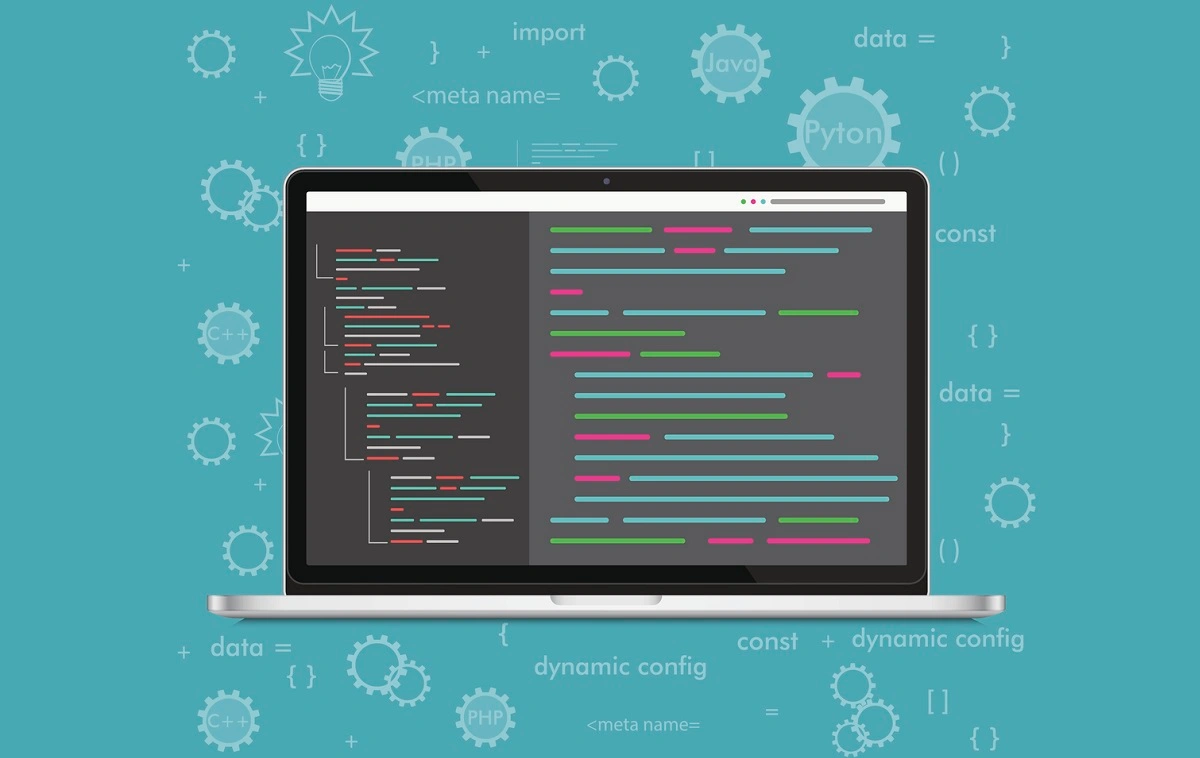 import
data =
}
}
+
Java
<meta name=
+
Pyton
{ }
PHP
[ ]
( )
const
+
C++
{ }
data =
}
+
( )
{
const + dynamic config
+ data =
dynamic config
{ }
[ ]
C++
PHP
<meta name=
=
+
{ }